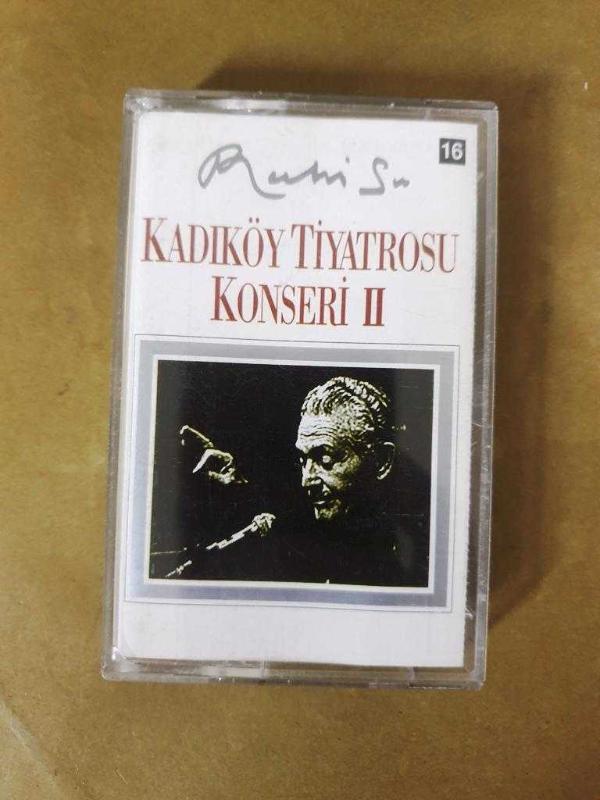 16
Ruhi Su
KADIKÖY TİYATROSU
KONSERİ II